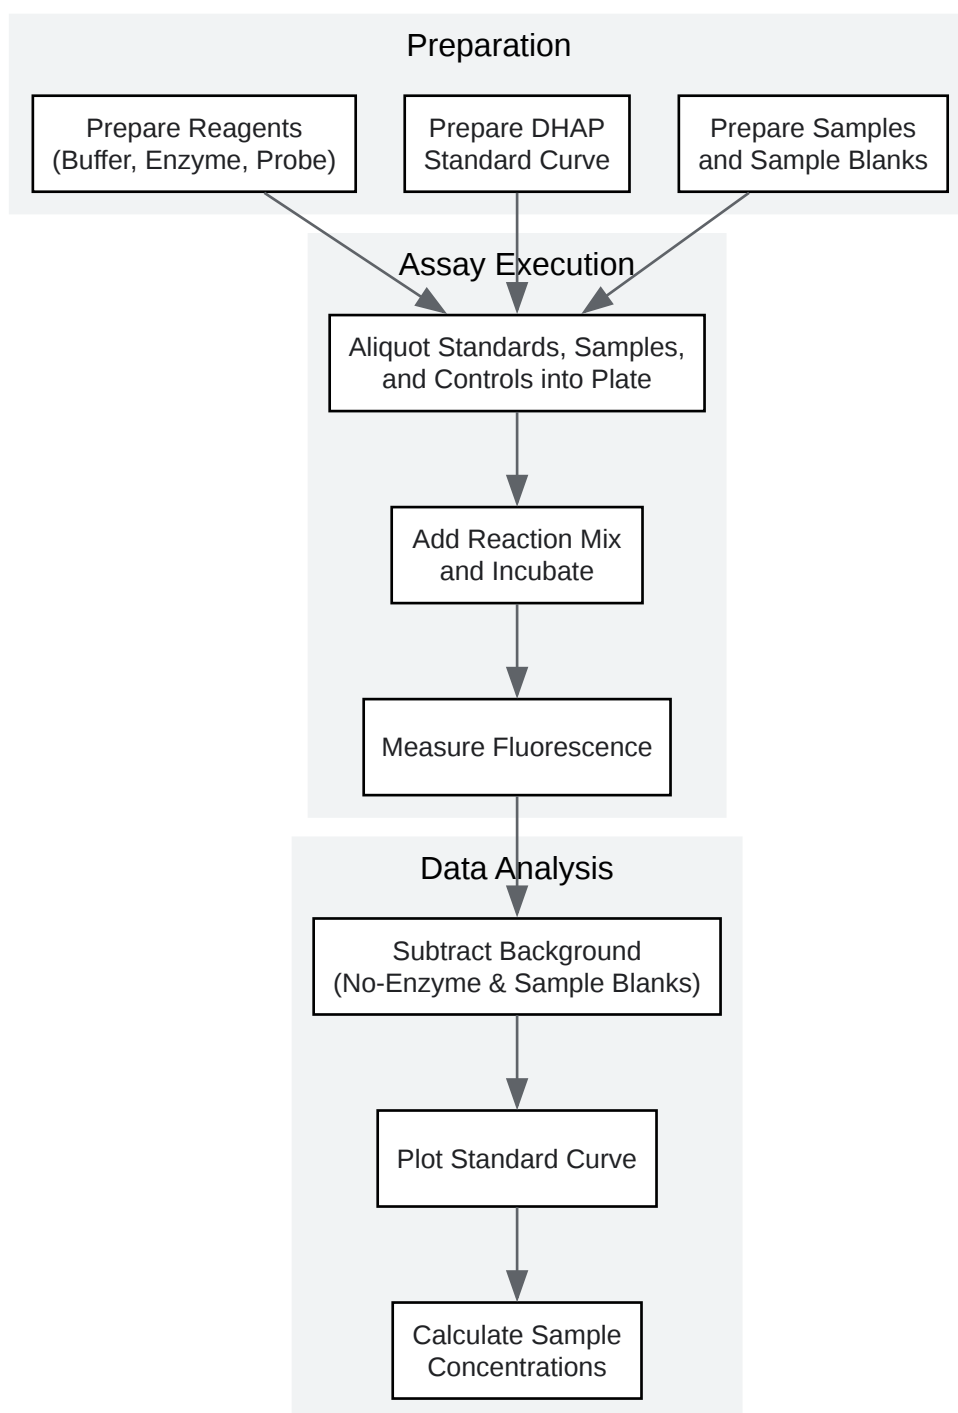 Preparation
Prepare Reagents
(Buffer, Enzyme, Probe)
Prepare DHAP
Standard Curve
Prepare Samples
and Sample Blanks
Assay Execution
Aliquot Standards, Samples,
and Controls into Plate
Add Reaction Mix
and Incubate
Measure Fluorescence
Data Analysis
Subtract Background
(No-Enzyme & Sample Blanks)
Plot Standard Curve
Calculate Sample
Concentrations